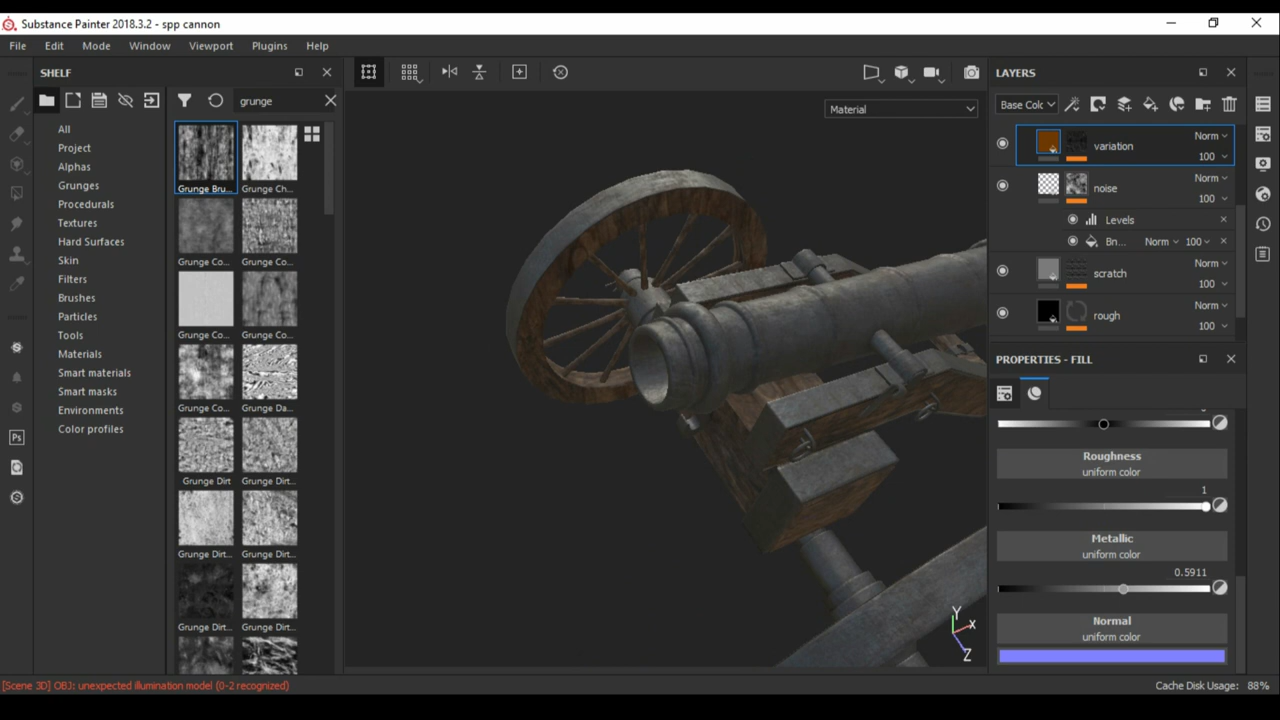 Substance Painter 2018.3.2 - spp cannon
File Edit Mode Window Viewport Plugins Help
SHELF
grunge
All
Project
Alphas
Grunges
Procedurals
Textures
Hard Surfaces
Skin
Filters
Brushes
Particles
Tools
Materials
Smart materials
Smart masks
Environments
Color profiles
Grunge Bru... Grunge Ch...
Grunge Co... Grunge Co...
Grunge Co... Grunge Co...
Grunge Co... Grunge Da...
Grunge Dirt Grunge Dirt...
Grunge Dirt... Grunge Dirt...
Grunge Dirt... Grunge Dirt...
Material
Y
X
Z
LAYERS
Base Colc
variation Norm
100
noise Norm
100
Levels
Bn... Norm 100
scratch Norm
100
rough Norm
100
PROPERTIES - FILL
Roughness
uniform color
1
Metallic
uniform color
0.5911
Normal
uniform color
Ps
[Scene 3D] OBJ: unexpected illumination model (0-2 recognized)
Cache Disk Usage: 88%